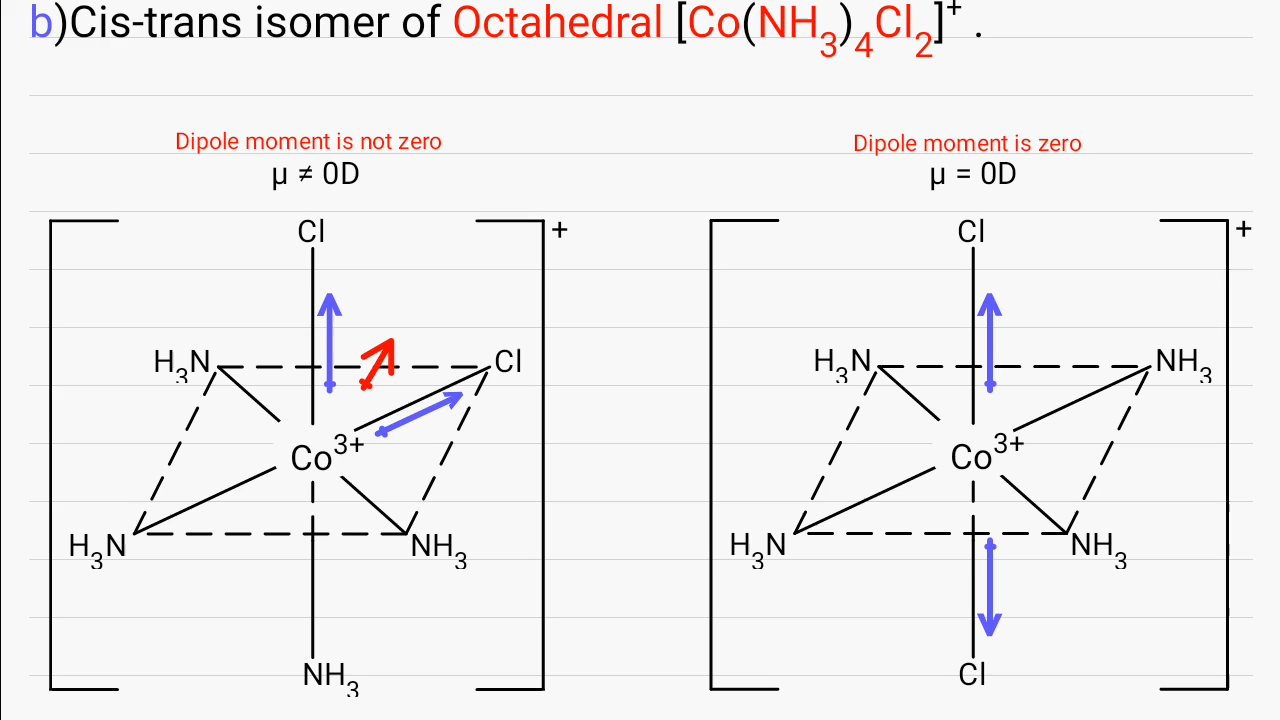 b)Cis-trans isomer of Octahedral [Co(NH₃)₄Cl₂]⁺ .
Dipole moment is not zero
μ ≠ 0D
Cl
+
H₃N
Cl
Co³⁺
H₃N
NH₃
NH₃
Dipole moment is zero
μ = 0D
Cl
+
H₃N
NH₃
Co³⁺
H₃N
NH₃
Cl